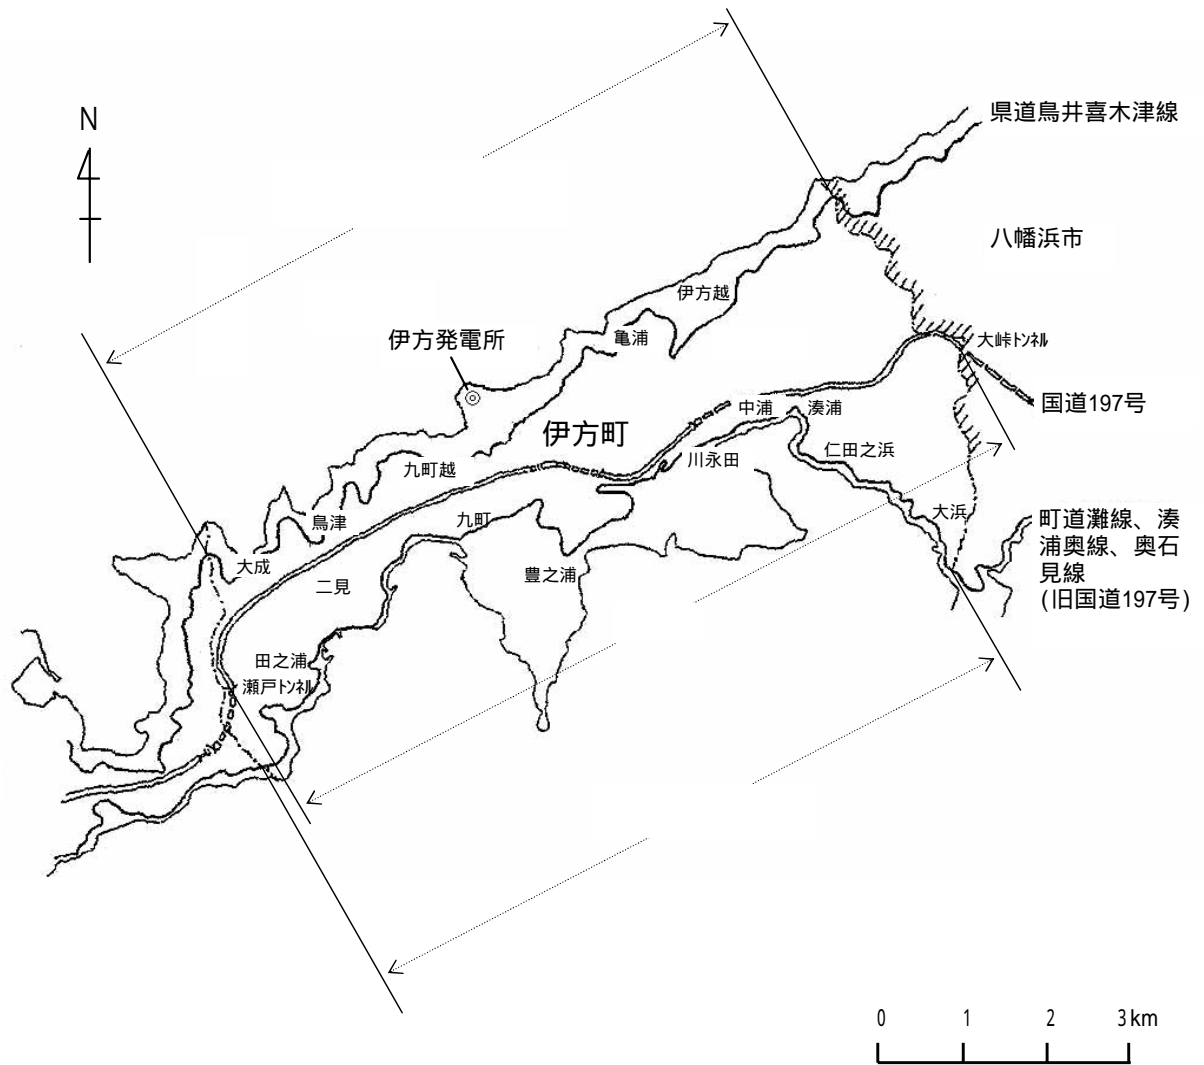 N
県道鳥井喜木津線
八幡浜市
伊方越
亀浦
大峠トンネル
伊方発電所
国道197号
中浦
湊浦
伊方町
川永田
仁田之浜
九町越
大浜
鳥津
九町
町道灘線、湊
浦奥線、奥石
見線
(旧国道197号)
大成
二見
豊之浦
田之浦
瀬戸トンネル
0 1 2 3km